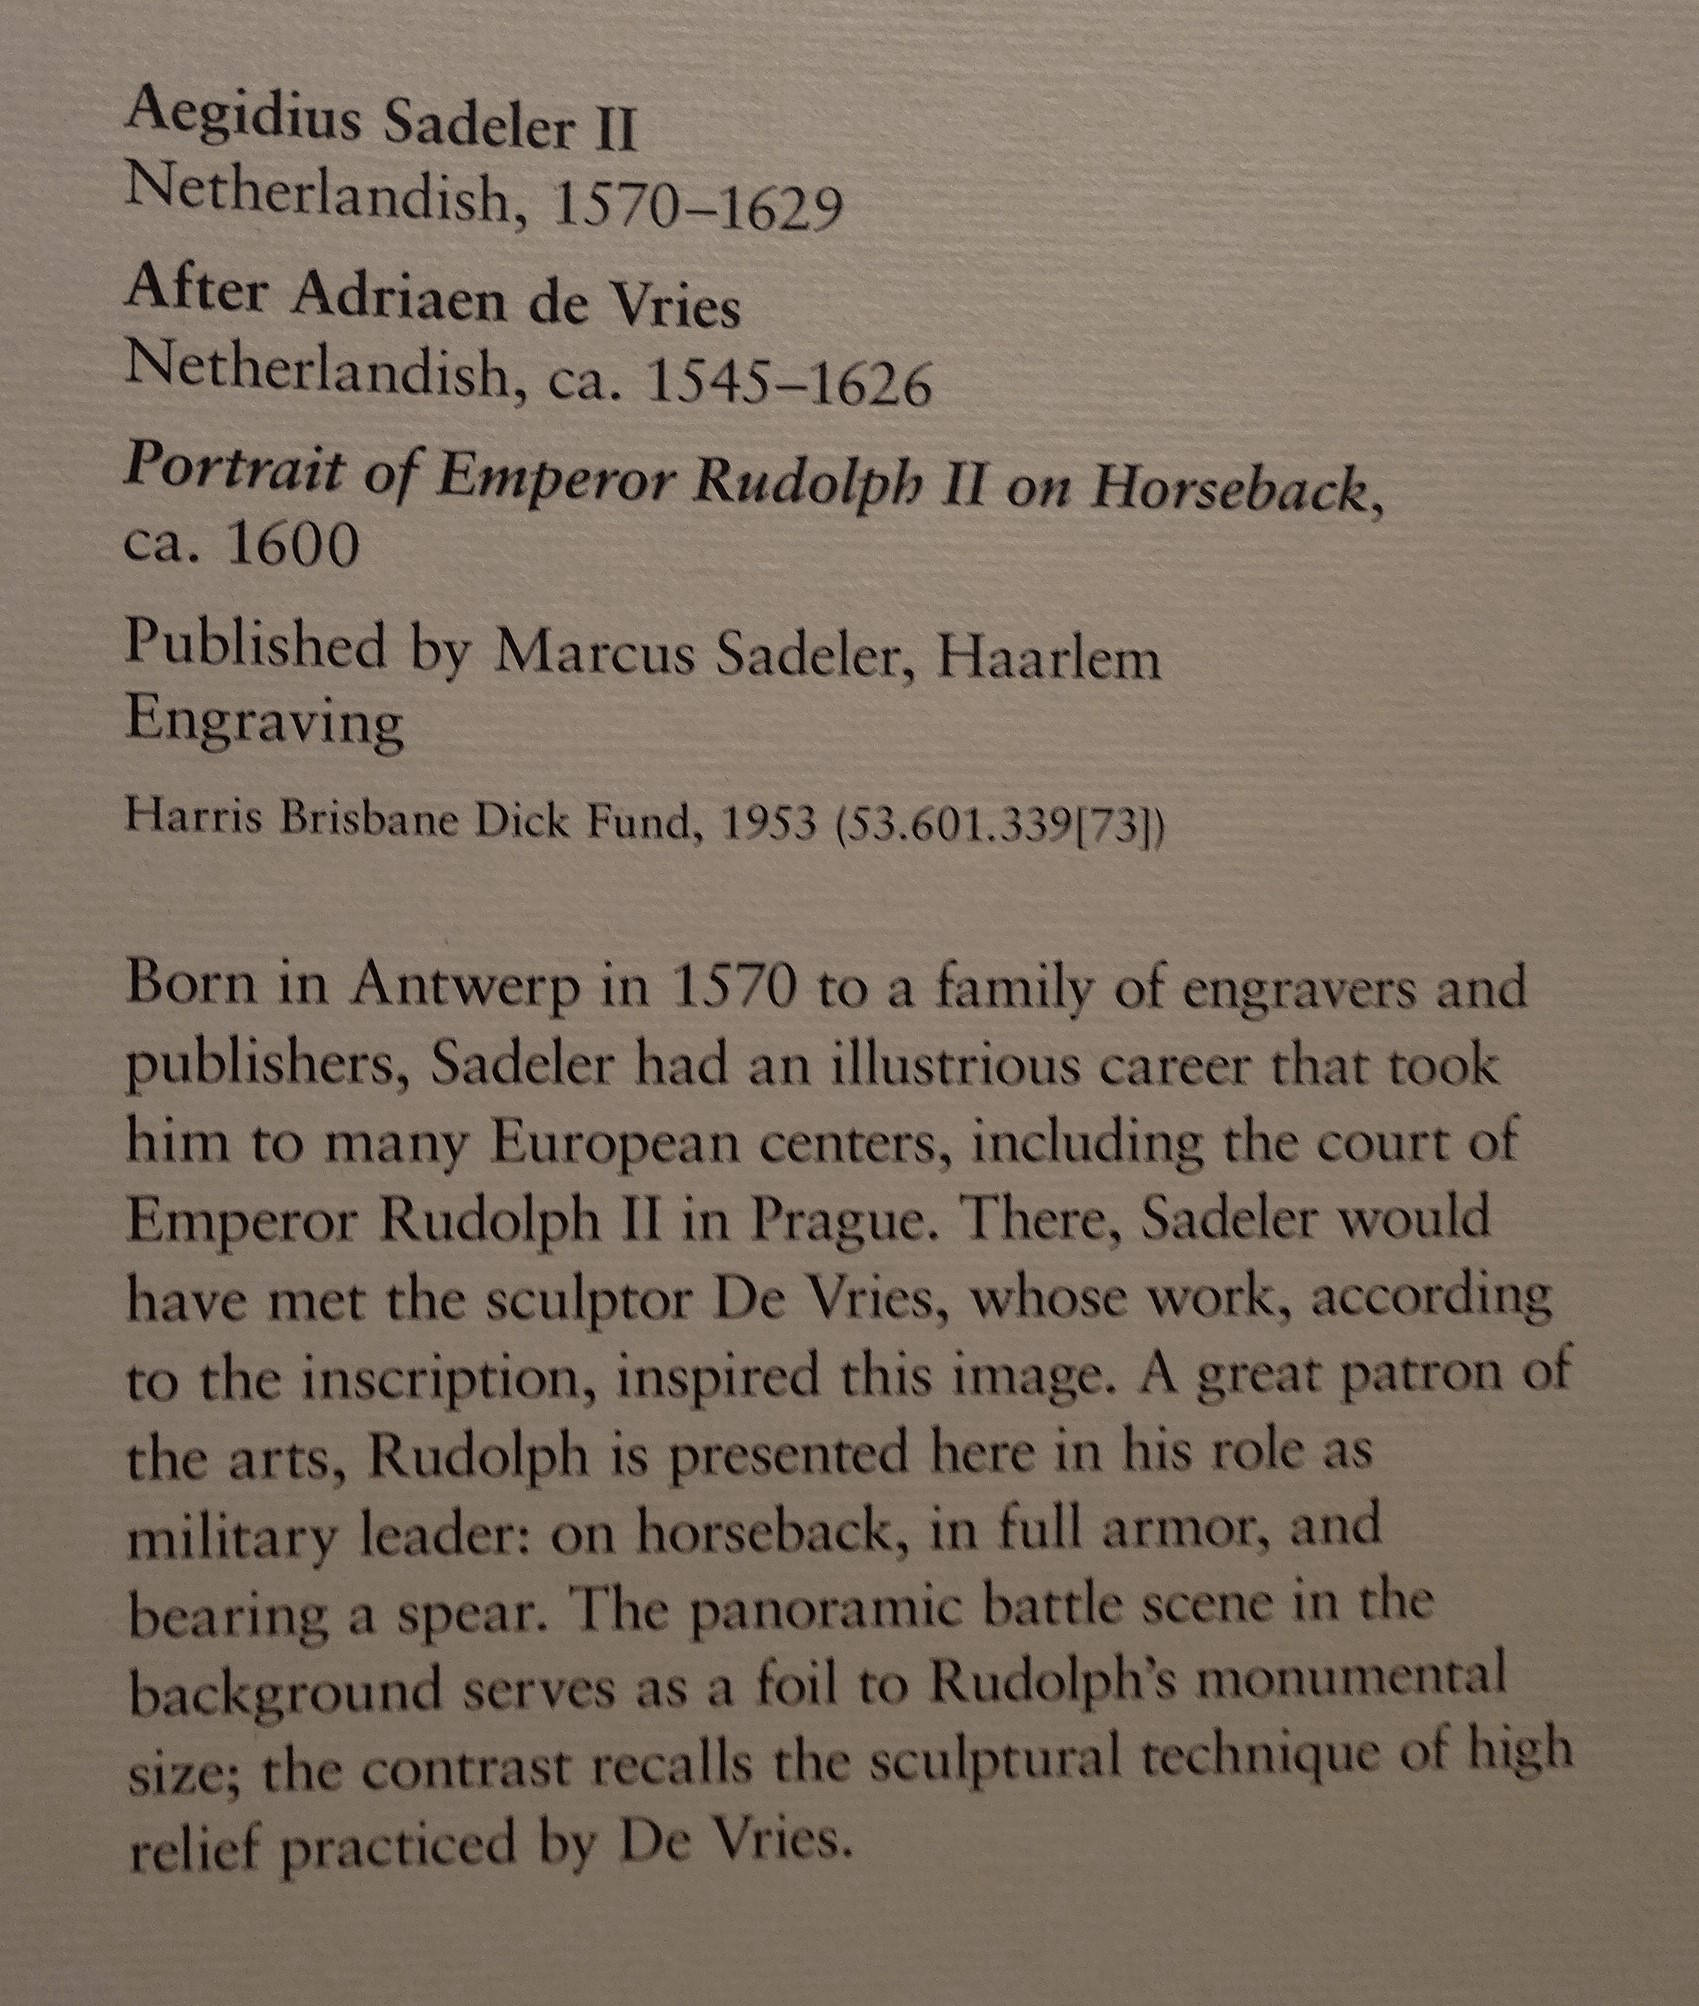 Aegidius Sadeler II
Netherlandish, 1570–1629
After Adriaen de Vries
Netherlandish, ca. 1545–1626
Portrait of Emperor Rudolph II on Horseback,
ca. 1600
Published by Marcus Sadeler, Haarlem
Engraving
Harris Brisbane Dick Fund, 1953 (53.601.339[73])
Born in Antwerp in 1570 to a family of engravers and
publishers, Sadeler had an illustrious career that took
him to many European centers, including the court of
Emperor Rudolph II in Prague. There, Sadeler would
have met the sculptor De Vries, whose work, according
to the inscription, inspired this image. A great patron of
the arts, Rudolph is presented here in his role as
military leader: on horseback, in full armor, and
bearing a spear. The panoramic battle scene in the
background serves as a foil to Rudolph’s monumental
size; the contrast recalls the sculptural technique of high
relief practiced by De Vries.